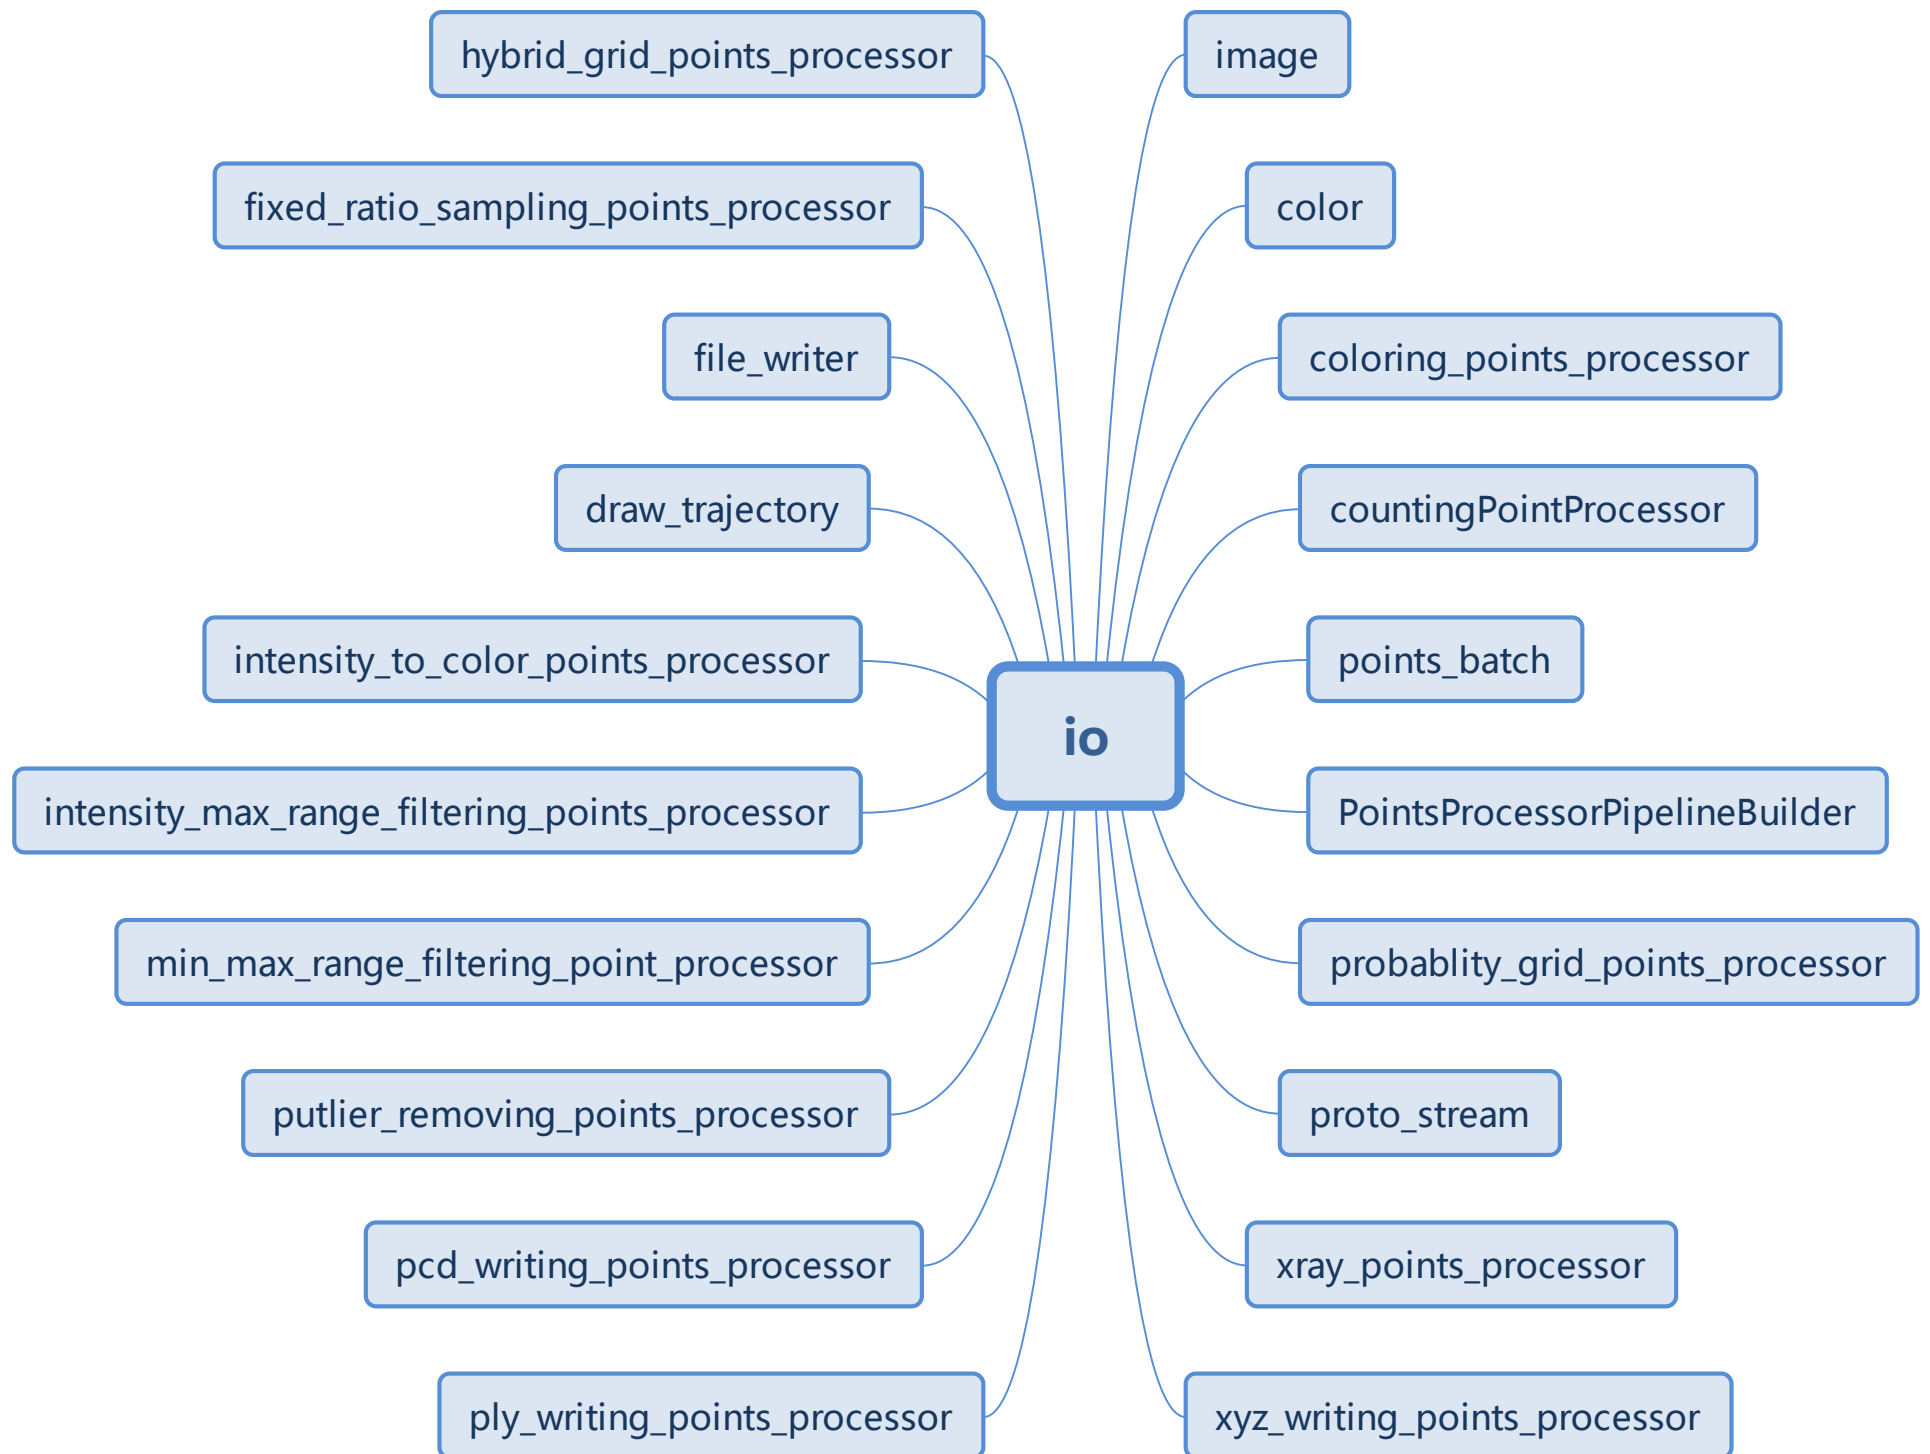 hybrid_grid_points_processor
image
fixed_ratio_sampling_points_processor
color
file_writer
coloring_points_processor
draw_trajectory
countingPointProcessor
intensity_to_color_points_processor
points_batch
io
intensity_max_range_filtering_points_processor
PointsProcessorPipelineBuilder
min_max_range_filtering_point_processor
probablity_grid_points_processor
putlier_removing_points_processor
proto_stream
pcd_writing_points_processor
xray_points_processor
ply_writing_points_processor
xyz_writing_points_processor